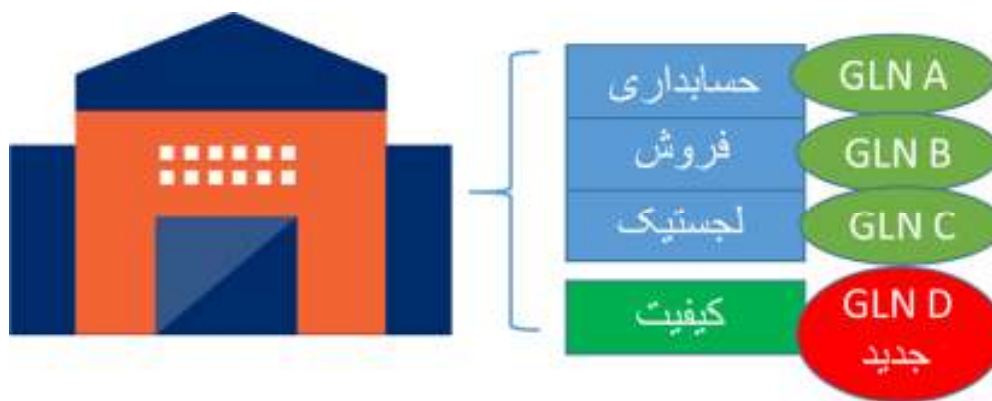 حسابداری
GLN A
فروش
GLN B
لجستیک
GLN C
کیفیت
GLN D
جدید